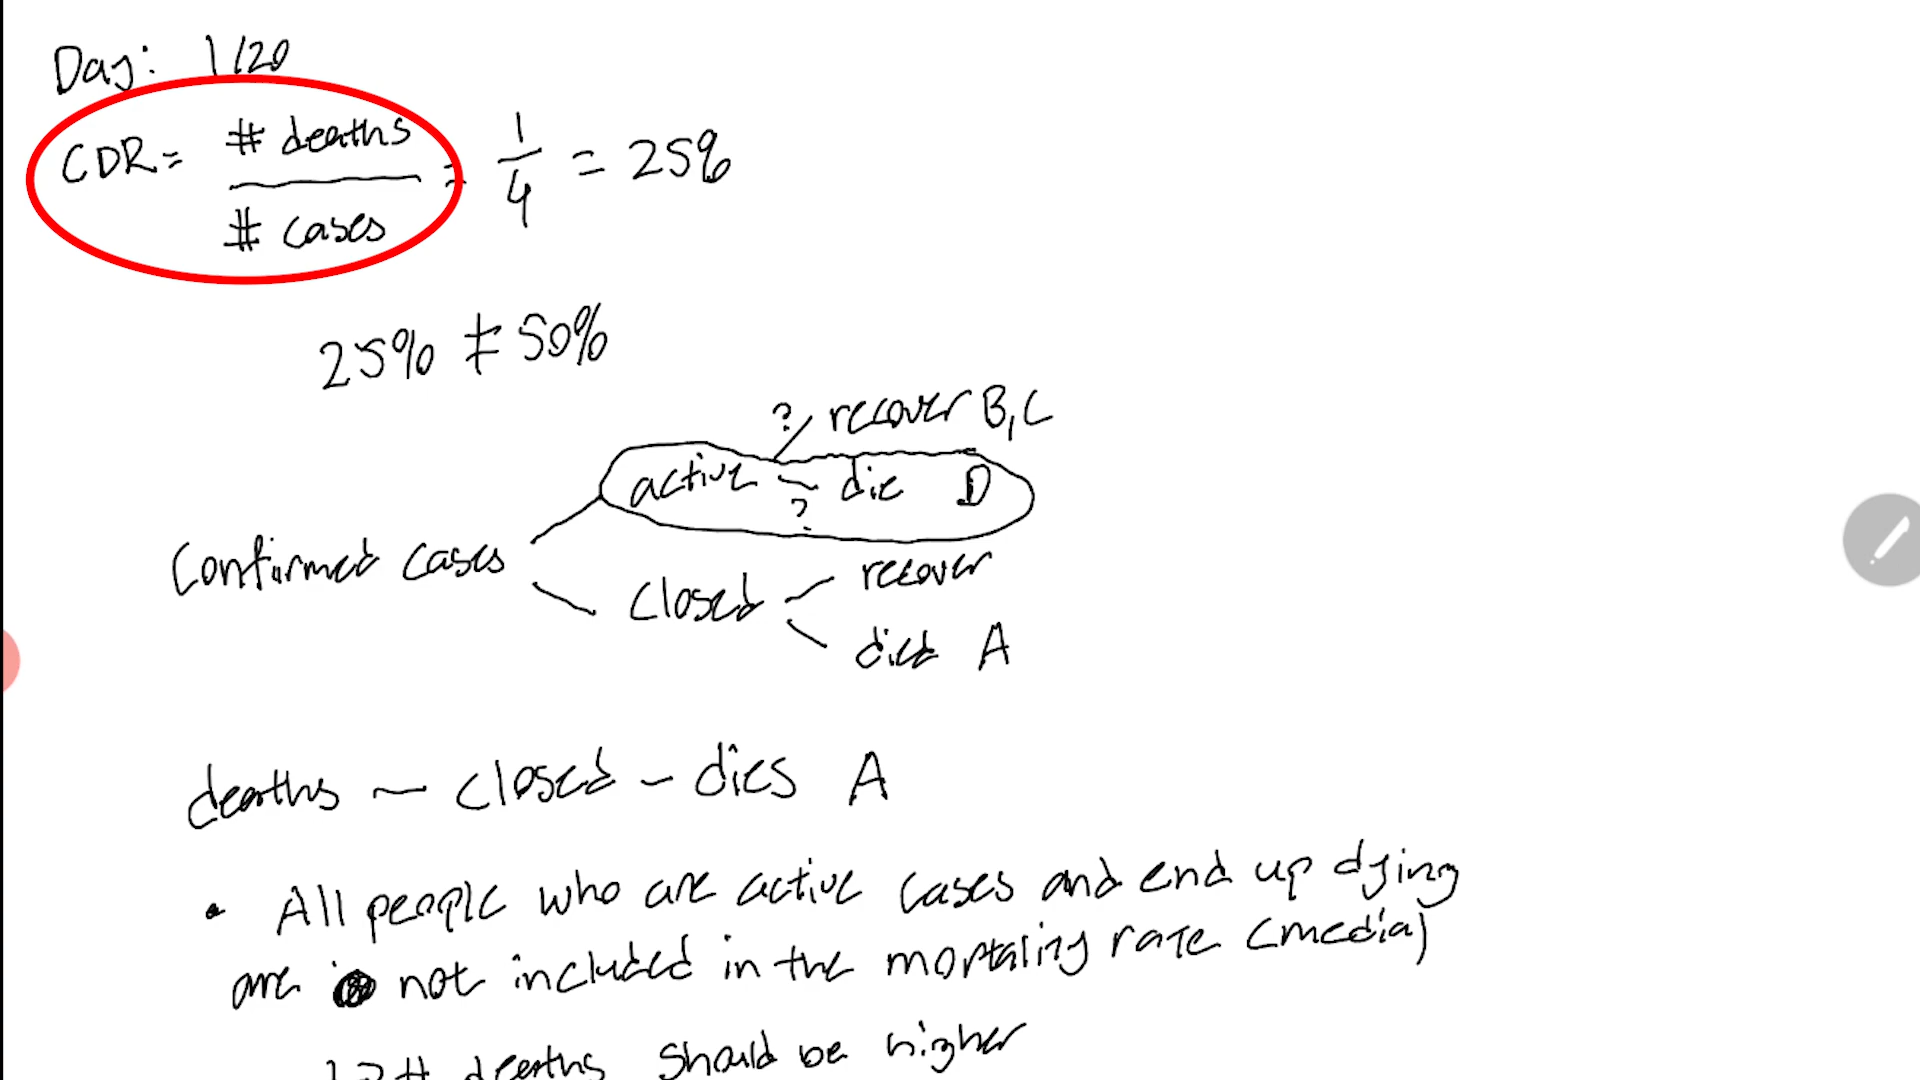 Day: 1/20
CDR = # deaths / # cases = 1/4 = 25%
25% ≠ 50%
? recover B, C
active ? die D
Confirmed cases
closed
recover
died A
deaths - closed - dies A
• All people who are active cases and end up dying
are not included in the mortality rate (media)
# deaths should be higher